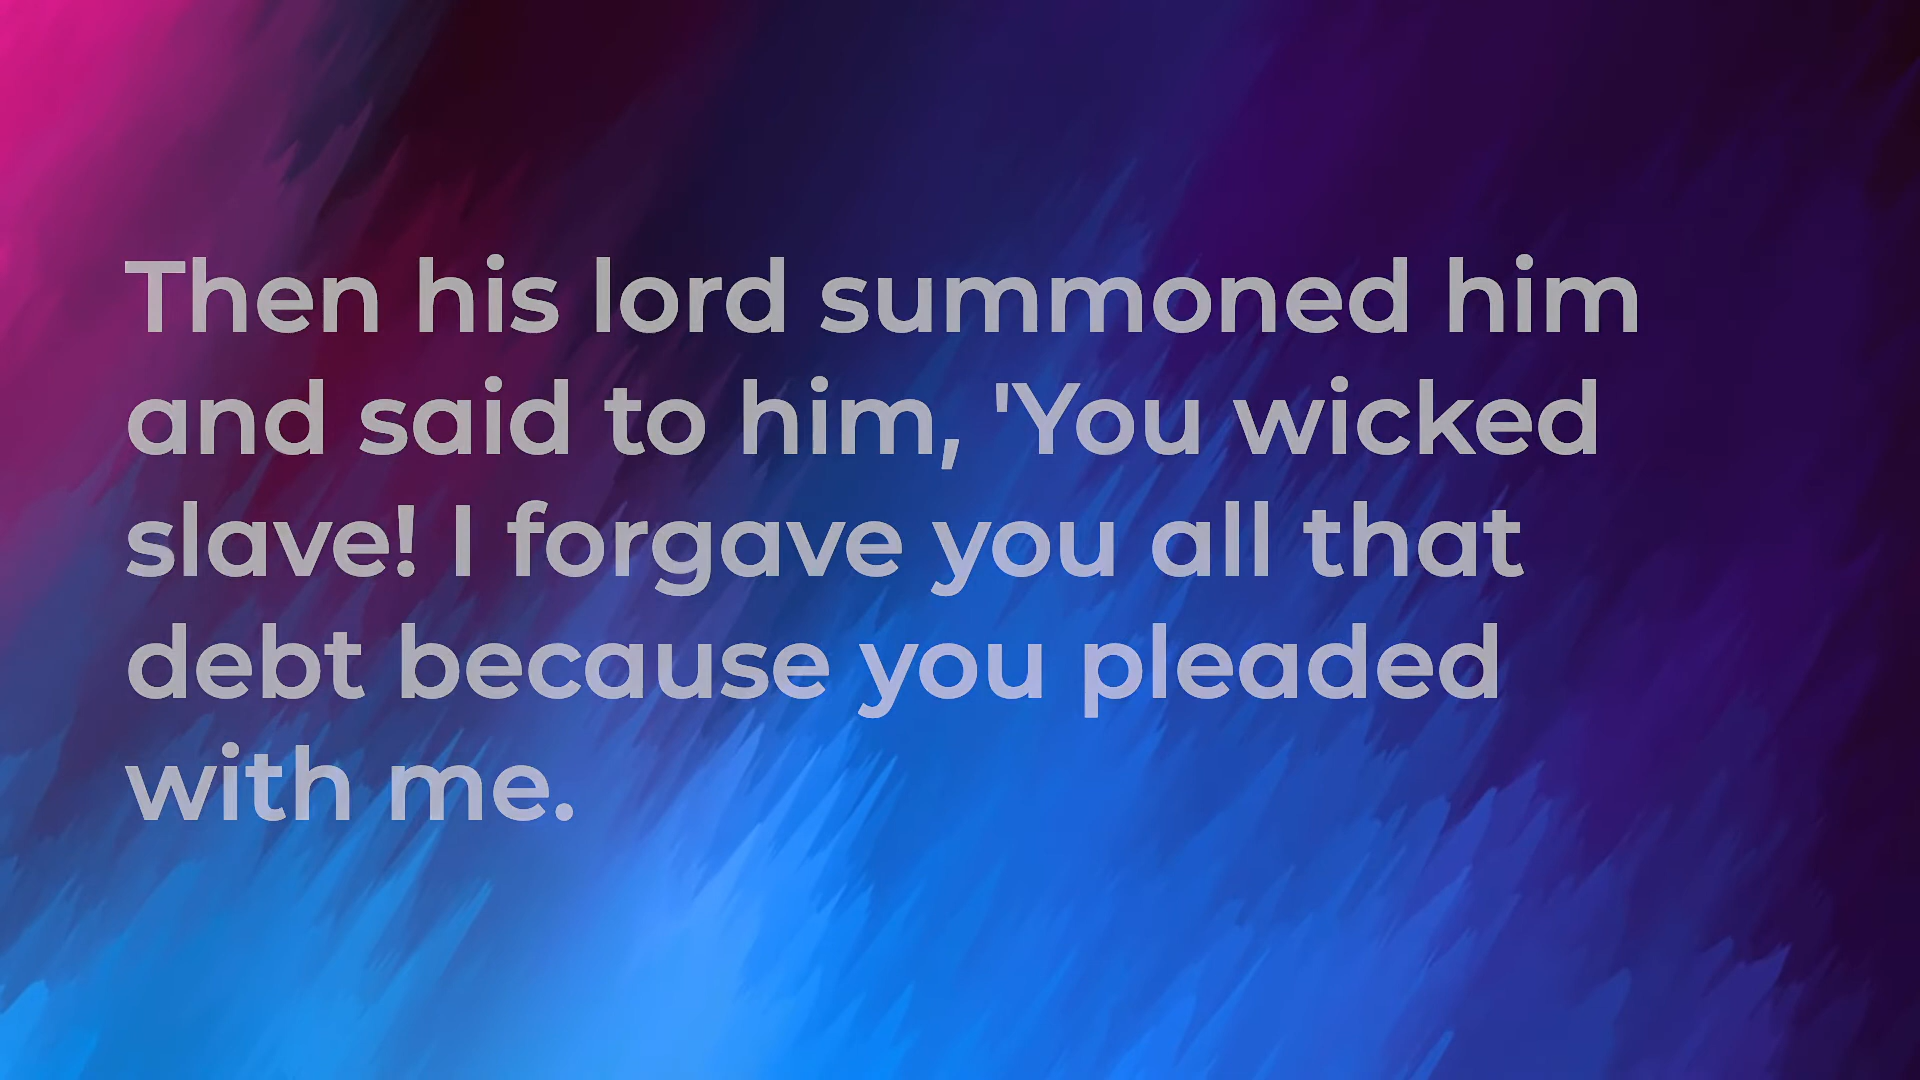 Then his lord summoned him
and said to him, 'You wicked
slave! I forgave you all that
debt because you pleaded
with me.